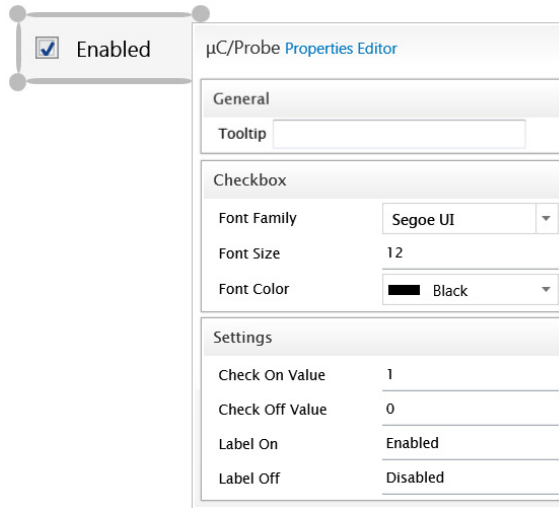 Enabled
µC/Probe Properties Editor
General
Tooltip
Checkbox
Font Family Segoe UI
Font Size 12
Font Color Black
Settings
Check On Value 1
Check Off Value 0
Label On Enabled
Label Off Disabled